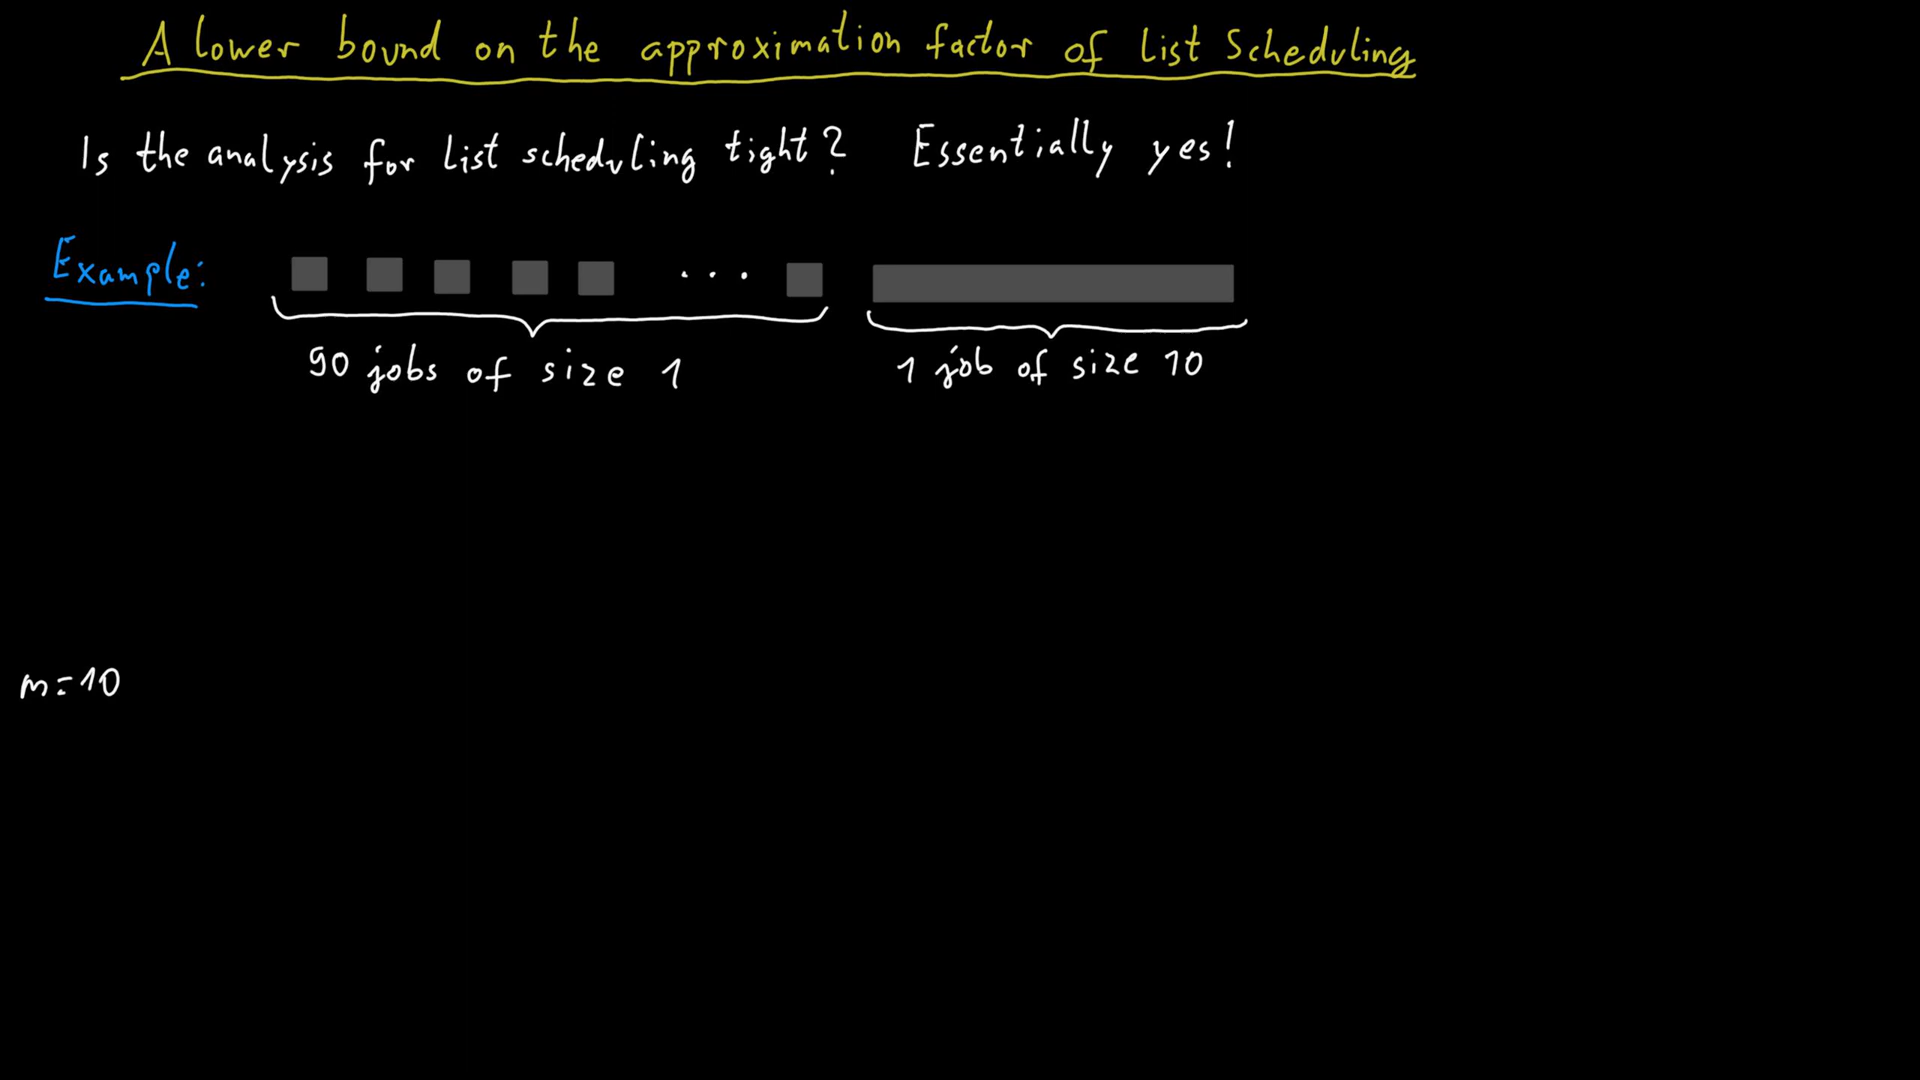 A lower bound on the approximation factor of List Scheduling
Is the analysis for List scheduling tight? Essentially yes!
Example: . . .
90 jobs of size 1 1 job of size 10
m=10